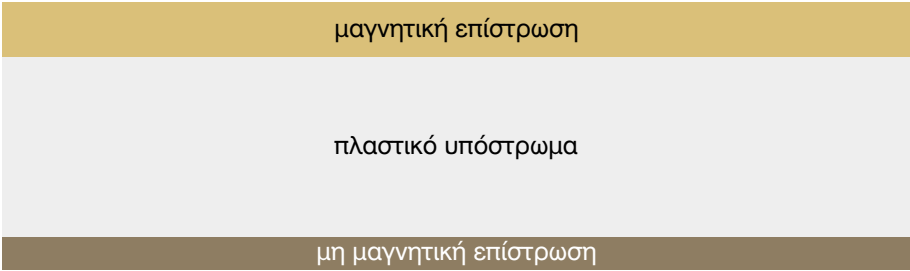 μαγνητική επίστρωση
πλαστικό υπόστρωμα
μη μαγνητική επίστρωση